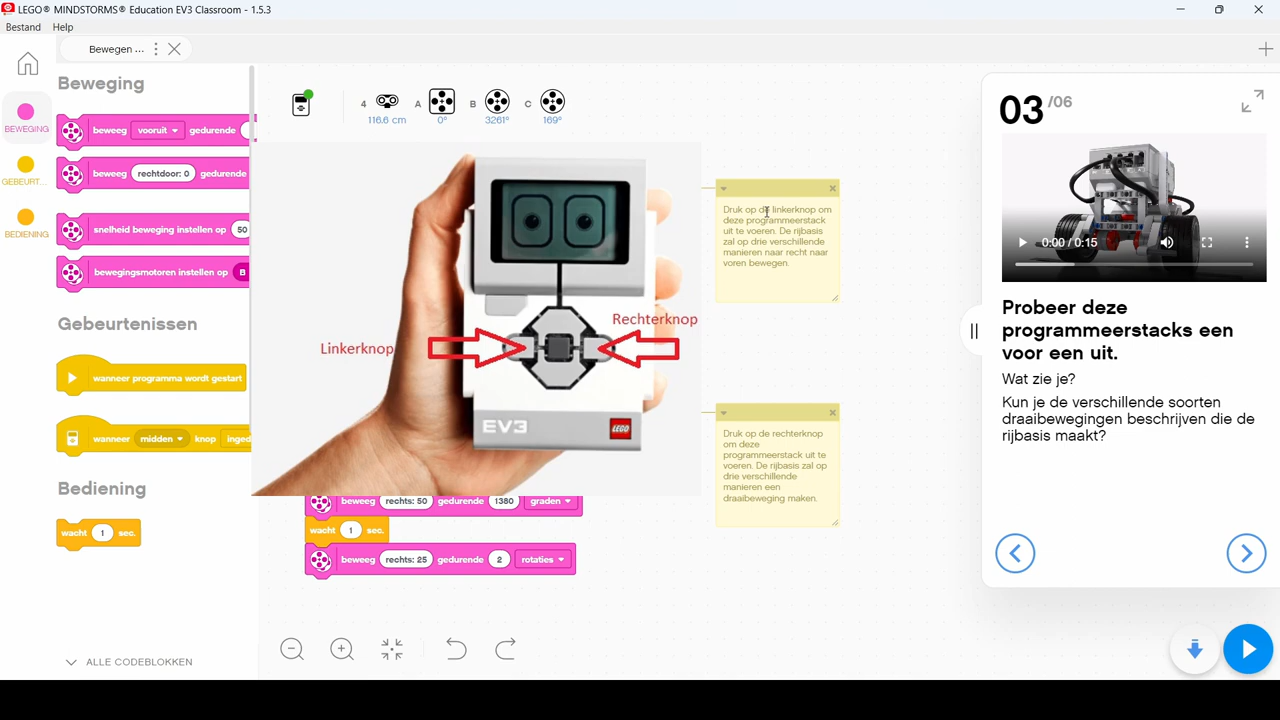 LEGO® MINDSTORMS® Education EV3 Classroom - 1.5.3
Bestand Help
Bewegen ...
BEWEGING
GEBEURT...
BEDIENING
Beweging
beweeg vooruit gedurende
beweeg rechtdoor: 0 gedurende
snelheid beweging instellen op 50
bewegingsmotoren instellen op B
Gebeurtenissen
wanneer programma wordt gestart
wanneer midden knop inged
Bediening
wacht 1 sec.
ALLE CODEBLOKKEN
4 A B C
116.6 cm 0° 3261° 169°
Linkerknop
Rechterknop
EV3
LEGO
beweeg rechts: 50 gedurende 1380 graden
wacht 1 sec.
beweeg rechts: 25 gedurende 2 rotaties
Druk op de linkerknop om
deze programmeerstack
uit te voeren. De rijbasis
zal op drie verschillende
manieren naar recht naar
voren bewegen.
Druk op de rechterknop
om deze
programmeerstack uit te
voeren. De rijbasis zal op
drie verschillende
manieren een
draaibeweging maken.
03 /06
0:00 / 0:15
Probeer deze
programmeerstacks een
voor een uit.
Wat zie je?
Kun je de verschillende soorten
draaibewegingen beschrijven die de
rijbasis maakt?